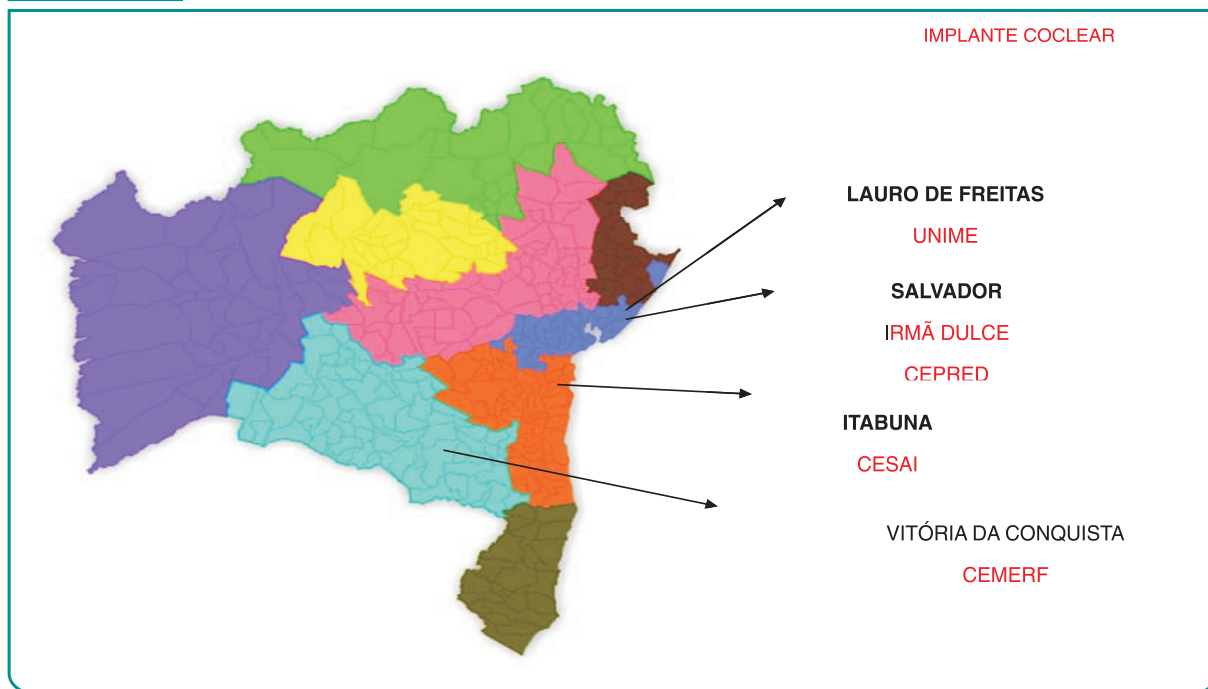 IMPLANTE COCLEAR
LAURO DE FREITAS
UNIME
SALVADOR
IRMÃ DULCE
CEPRED
ITABUNA
CESAI
VITÓRIA DA CONQUISTA
CEMERF